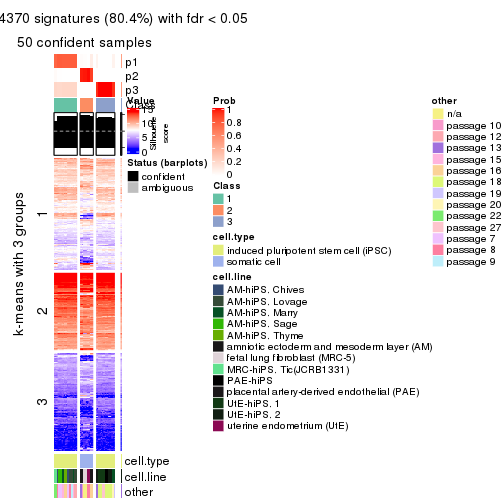 4370 signatures (80.4%) with fdr < 0.05
50 confident samples
p1
p2
p3
Class
Silhouette score
k-means with 3 groups
1
2
3
cell.type
cell.line
other
Value
15
10
5
0
Status (barplots)
confident
ambiguous
Prob
1
0.8
0.6
0.4
0.2
0
Class
1
2
3
cell.type
induced pluripotent stem cell (iPSC)
somatic cell
cell.line
AM-hiPS. Chives
AM-hiPS. Lovage
AM-hiPS. Marry
AM-hiPS. Sage
AM-hiPS. Thyme
amniotic ectoderm and mesoderm layer (AM)
fetal lung fibroblast (MRC-5)
MRC-hiPS. Tic(JCRB1331)
PAE-hiPS
placental artery-derived endothelial (PAE)
UtE-hiPS. 1
UtE-hiPS. 2
uterine endometrium (UtE)
other
n/a
passage 10
passage 12
passage 13
passage 15
passage 16
passage 18
passage 19
passage 20
passage 22
passage 27
passage 7
passage 8
passage 9